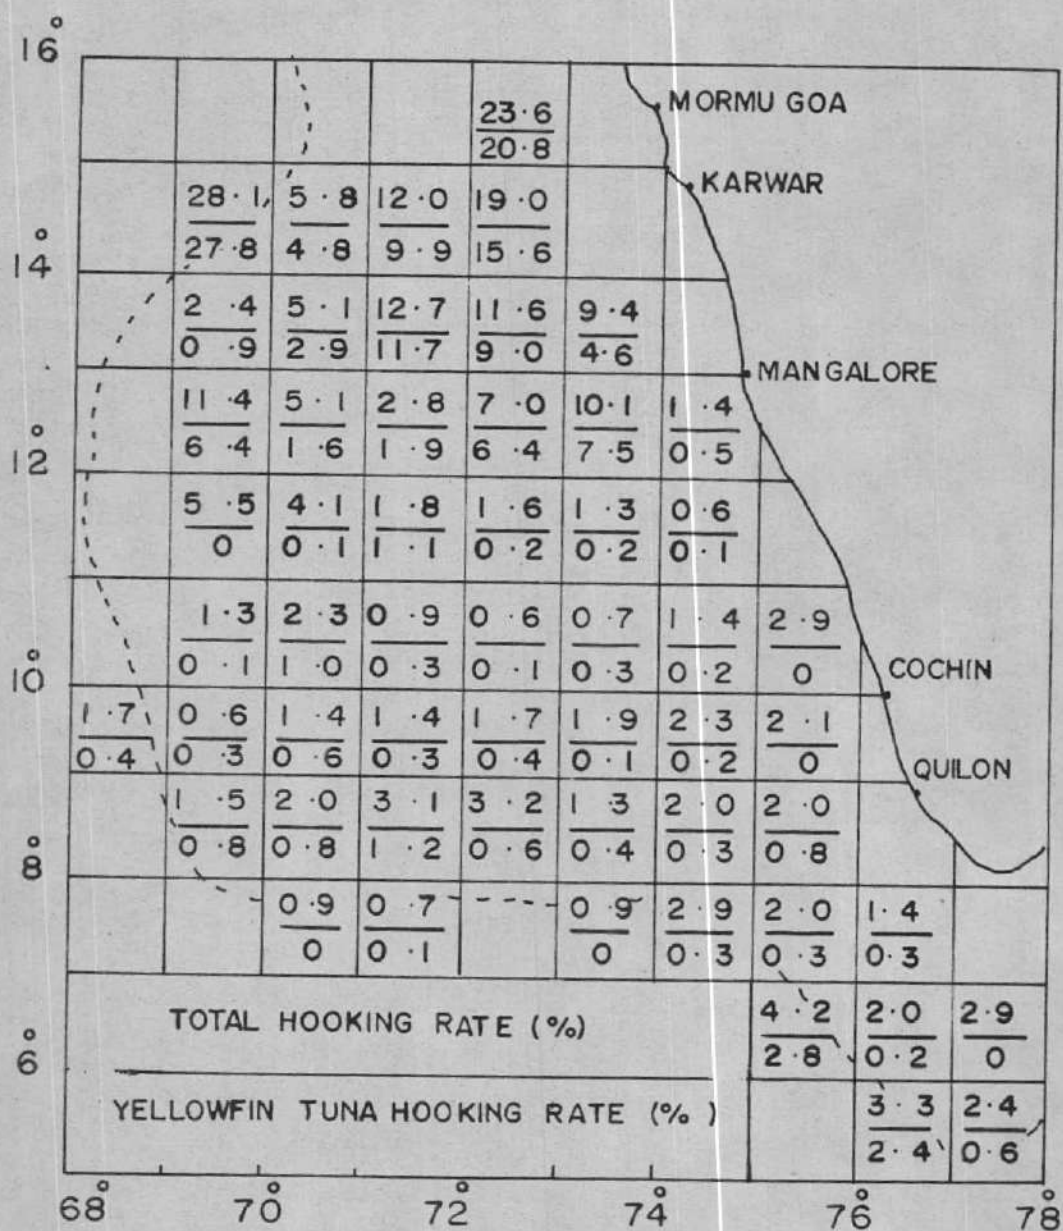 16°
MORMU GOA
23.6
20.8
KARWAR
28.1 5.8 12.0 19.0
27.8 4.8 9.9 15.6
14°
2.4 5.1 12.7 11.6 9.4
0.9 2.9 11.7 9.0 4.6
MANGALORE
11.4 5.1 2.8 7.0 10.1 1.4
6.4 1.6 1.9 6.4 7.5 0.5
12°
5.5 4.1 1.8 1.6 1.3 0.6
0 0.1 1.1 0.2 0.2 0.1
1.3 2.3 0.9 0.6 0.7 1.4 2.9
0.1 1.0 0.3 0.1 0.3 0.2 0
10°
COCHIN
1.7 0.6 1.4 1.4 1.7 1.9 2.3 2.1
0.4 0.3 0.6 0.3 0.4 0.1 0.2 0
QUILON
1.5 2.0 3.1 3.2 1.3 2.0 2.0
0.8 0.8 1.2 0.6 0.4 0.3 0.8
8°
0.9 0.7 0.9 2.9 2.0 1.4
0 0.1 0 0.3 0.3 0.3
4.2 2.0 2.9
2.8 0.2 0
TOTAL HOOKING RATE (%)
6°
YELLOWFIN TUNA HOOKING RATE (%)
3.3 2.4
2.4 0.6
68° 70° 72° 74° 76° 78°